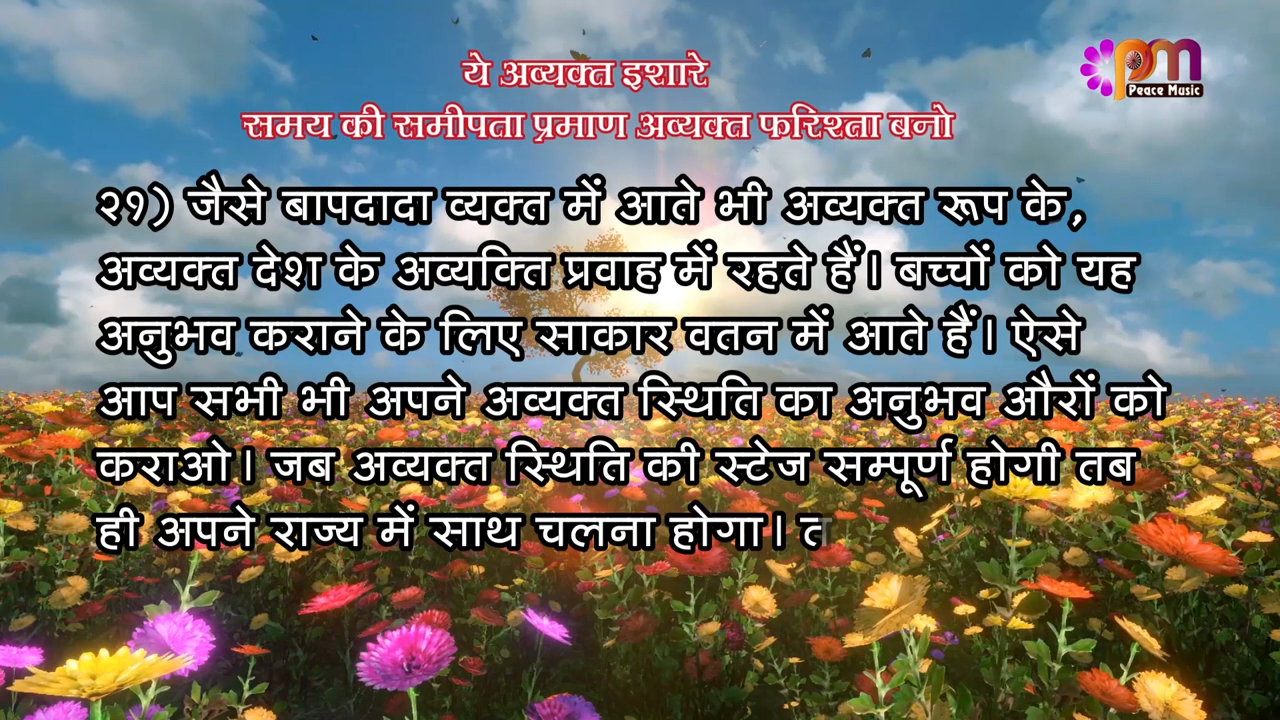 ये अव्यक्त इशारे
समय की समीपता प्रमाण अव्यक्त फरिश्ता बनो
pm
Peace Music
२१) जैसे बापदादा व्यक्त में आते भी अव्यक्त रूप के,
अव्यक्त देश के अव्यक्ति प्रवाह में रहते हैं। बच्चों को यह
अनुभव कराने के लिए साकार वतन में आते हैं। ऐसे
आप सभी भी अपने अव्यक्त स्थिति का अनुभव औरों को
कराओ। जब अव्यक्त स्थिति की स्टेज सम्पूर्ण होगी तब
ही अपने राज्य में साथ चलना होगा। त